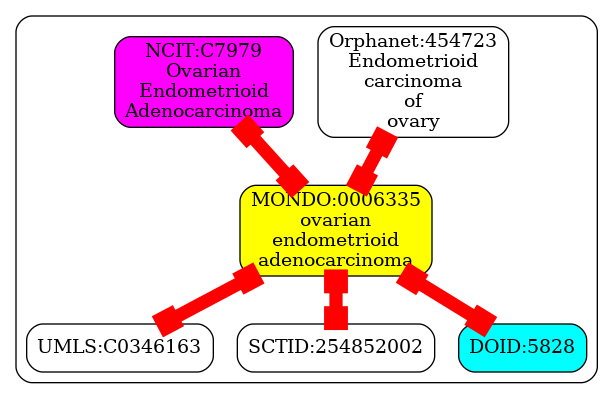 NCIT:C7979
Ovarian
Endometrioid
Adenocarcinoma
Orphanet:454723
Endometrioid
carcinoma
of
ovary
MONDO:0006335
ovarian
endometrioid
adenocarcinoma
UMLS:C0346163
SCTID:254852002
DOID:5828